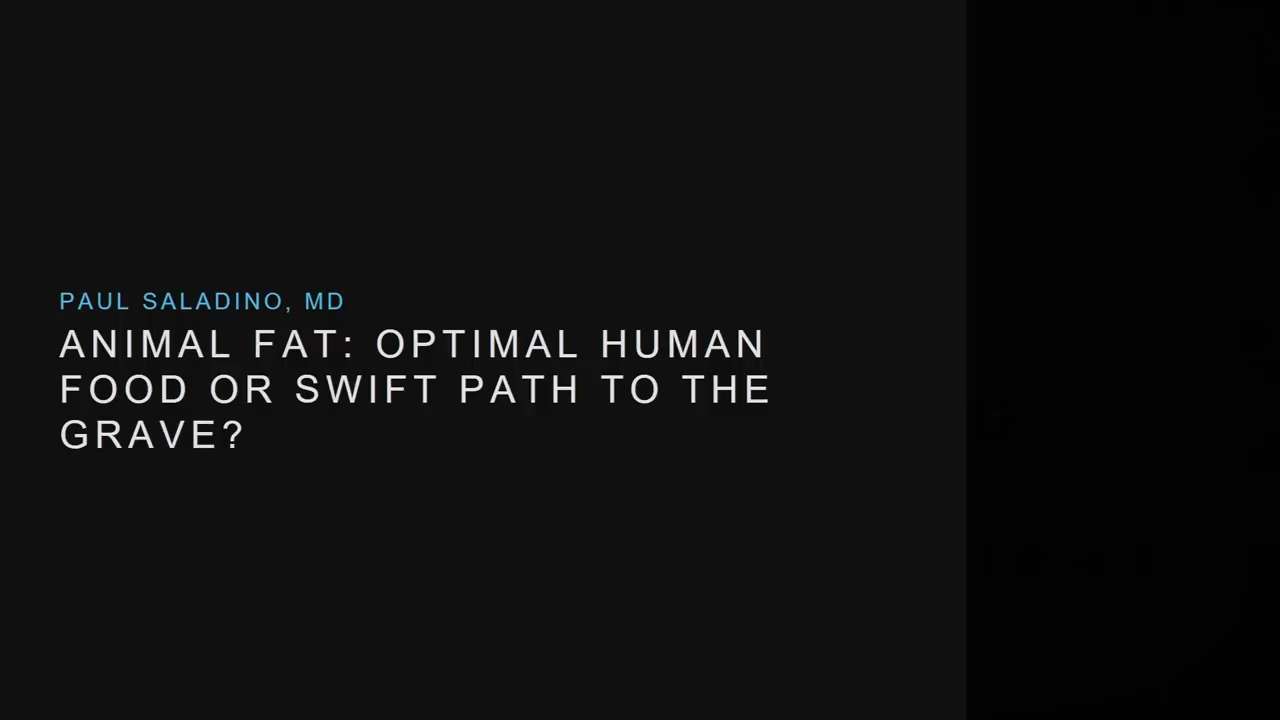 PAUL SALADINO, MD
ANIMAL FAT: OPTIMAL HUMAN
FOOD OR SWIFT PATH TO THE
GRAVE?